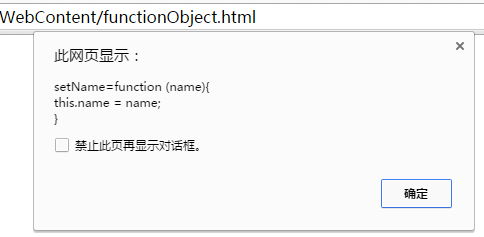 WebContent/functionObject.html
此网页显示：
setName=function (name){
this.name = name;
}
禁止此页再显示对话框。
确定